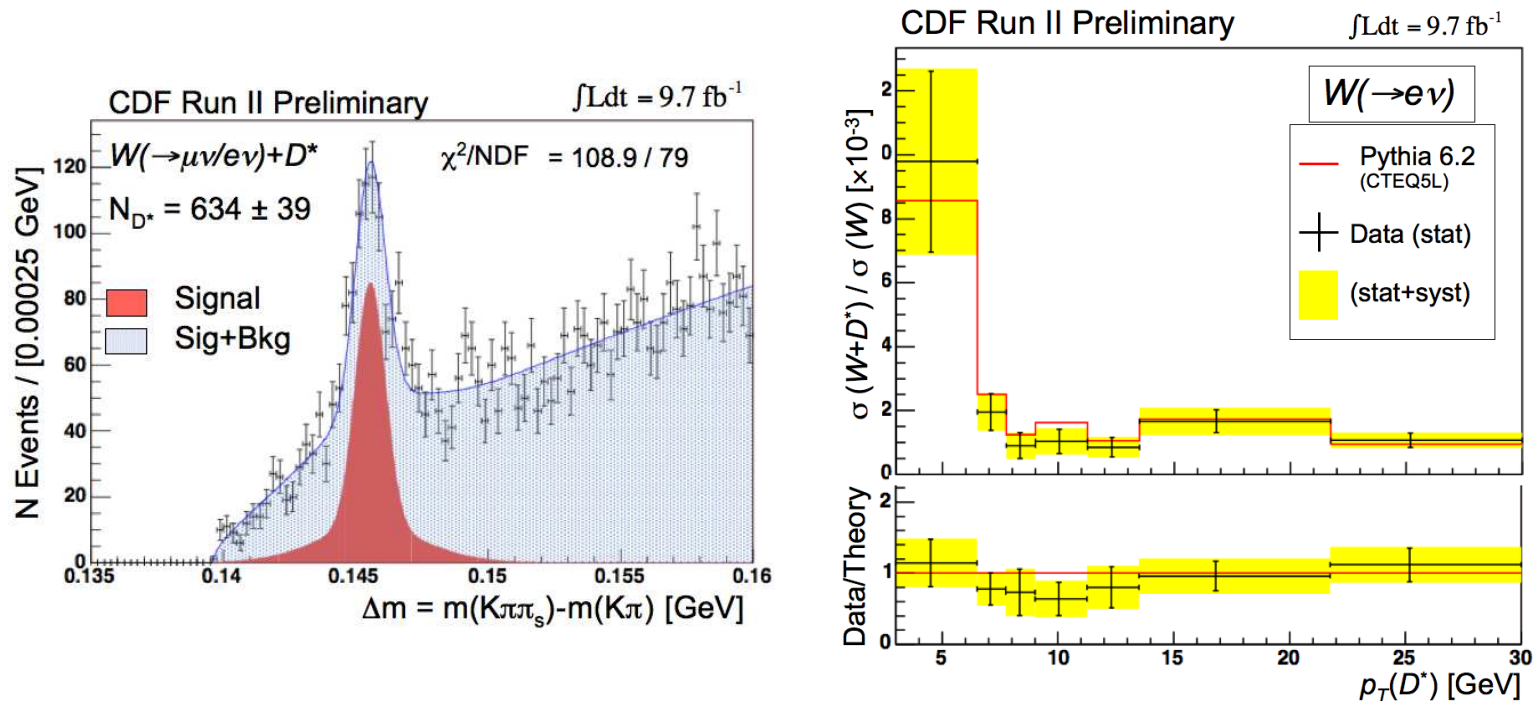 CDF Run II Preliminary ∫Ldt = 9.7 fb⁻¹
W(→μν/eν)+D* χ²/NDF = 108.9 / 79
N_D* = 634 ± 39
Signal
Sig+Bkg
N Events / [0.00025 GeV]
120
100
80
60
40
20
0
0.135 0.14 0.145 0.15 0.155 0.16
Δm = m(Kππ_s)-m(Kπ) [GeV]
CDF Run II Preliminary ∫Ldt = 9.7 fb⁻¹
W(→eν)
Pythia 6.2
(CTEQ5L)
Data (stat)
(stat+syst)
σ (W+D*) / σ (W) [×10⁻³]
2
0
8
6
4
2
0
Data/Theory
2
1
0
5 10 15 20 25 30
p_T(D*) [GeV]